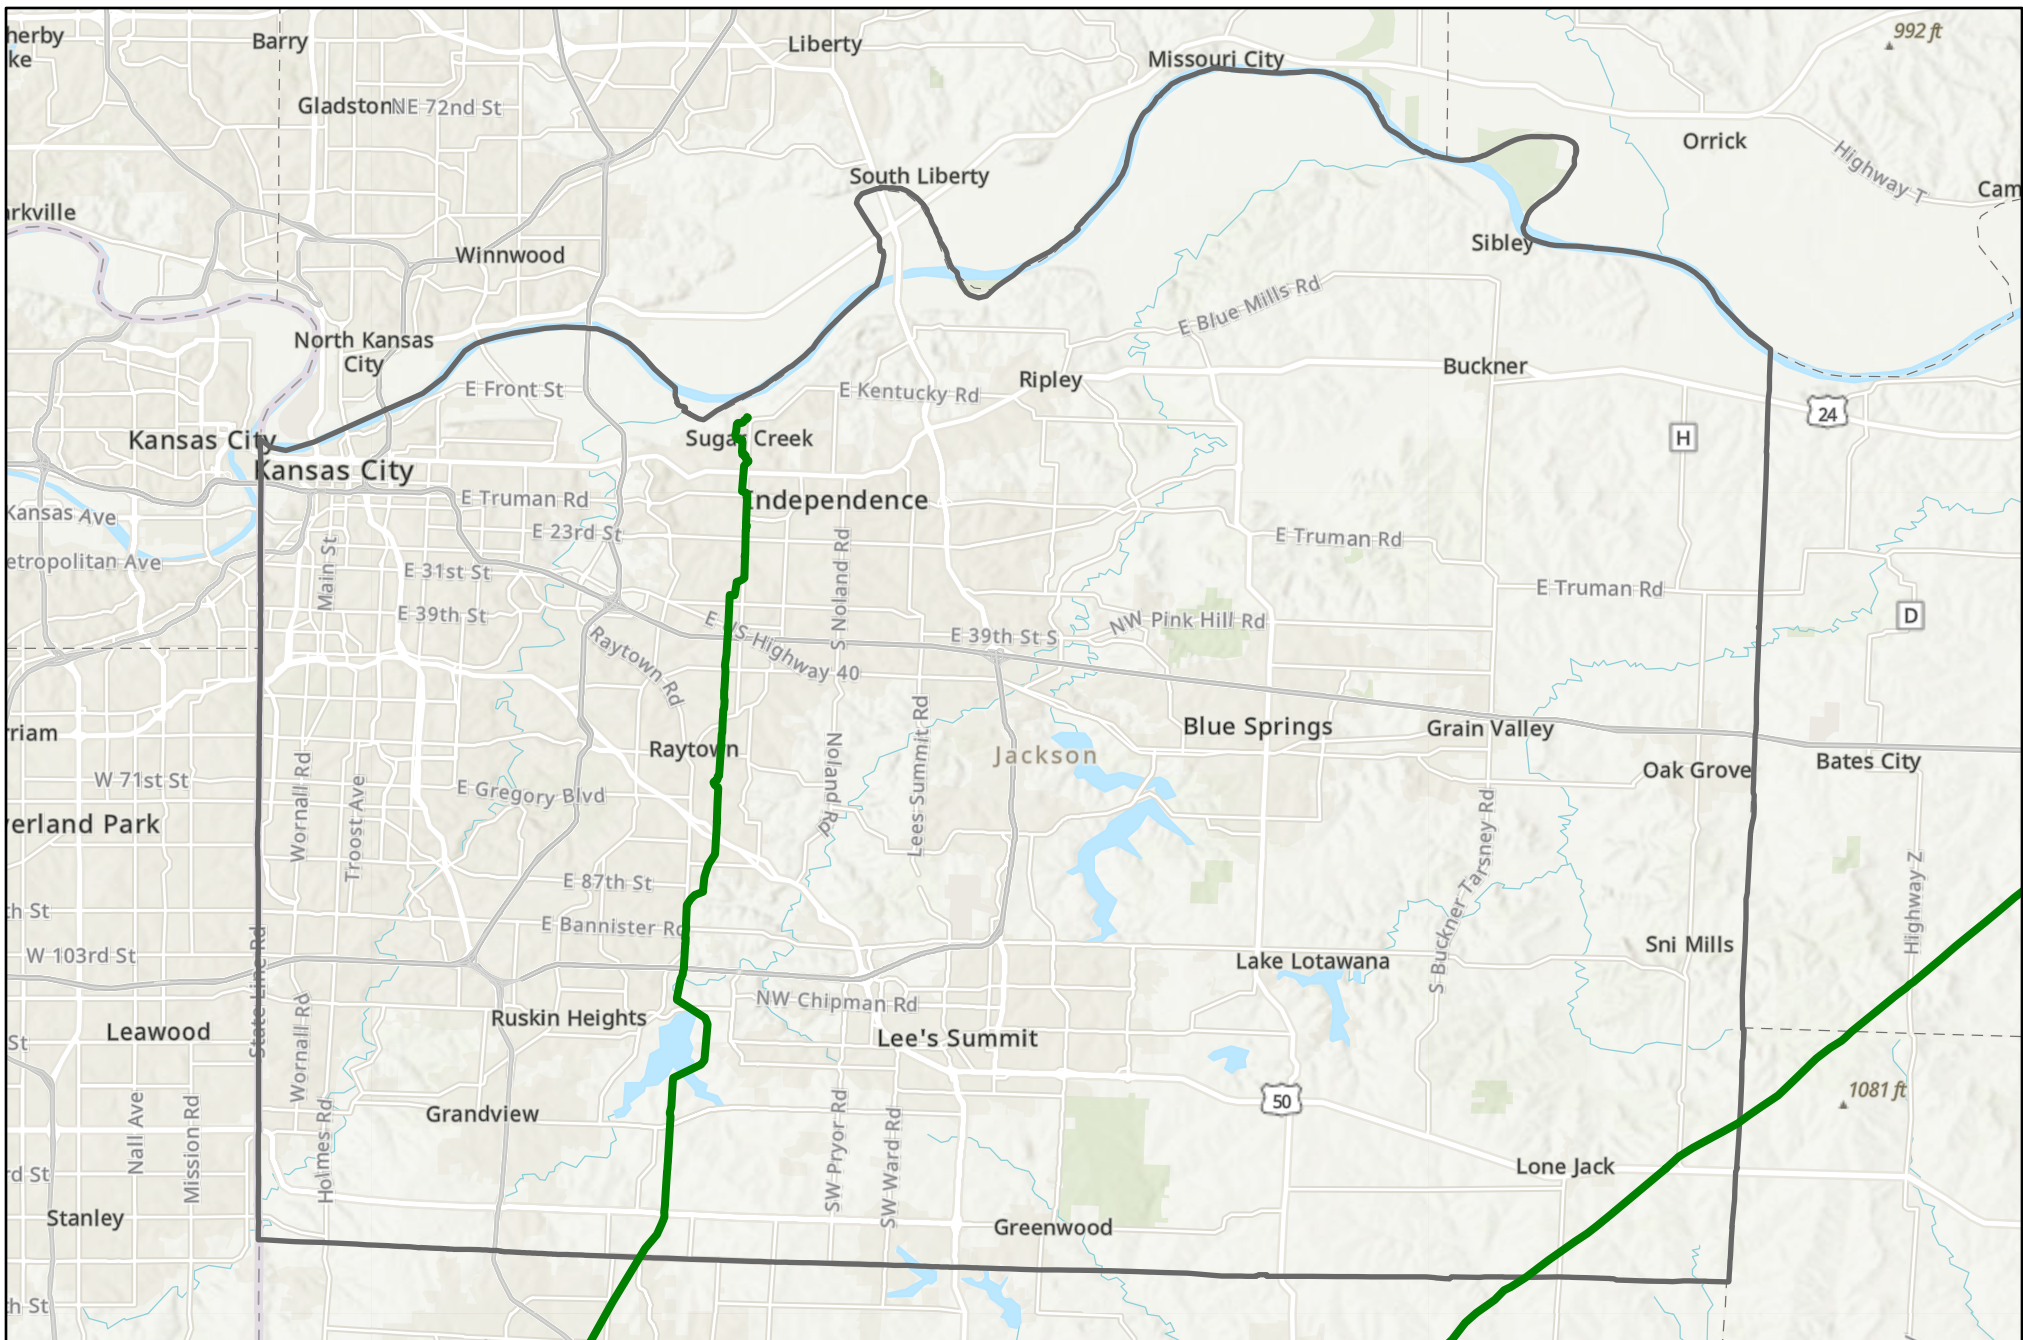 herby
ke
Barry
Liberty
Missouri City
992 ft
Gladston
NE 72nd St
Orrick
Highway T
South Liberty
Cam
arkville
Winnwood
Sibley
E Blue Mills Rd
North Kansas
City
E Front St
E Kentucky Rd
Ripley
Buckner
24
H
Kansas City
Sugar Creek
Kansas City
E Truman Rd
Independence
Kansas Ave
E 23rd St
Main St
S Noland Rd
E Truman Rd
etropolitan Ave
E 31st St
E Truman Rd
E 39th St
D
E US Highway 40
E 39th St S
NW Pink Hill Rd
Raytown Rd
rriam
Raytown
Noland Rd
Lees Summit Rd
Jackson
Blue Springs
Grain Valley
Oak Grove
Bates City
W 71st St
Wornall Rd
Troost Ave
E Gregory Blvd
verland Park
S Buckner Tarsney Rd
Highway Z
E 87th St
th St
E Bannister Rd
W 103rd St
State Line Rd
Sni Mills
Lake Lotawana
NW Chipman Rd
Ruskin Heights
Leawood
Wornall Rd
Lee's Summit
St
1081 ft
50
Grandview
Nall Ave
Mission Rd
Holmes Rd
SW Pryor Rd
SW Ward Rd
rd St
Lone Jack
Stanley
Greenwood
th St